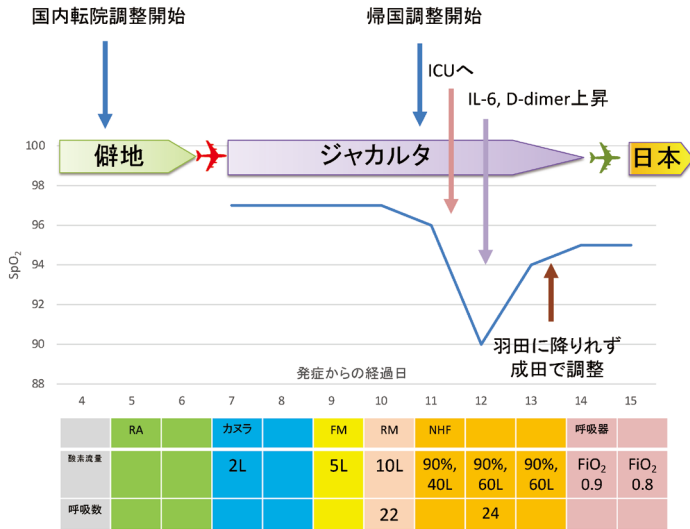 国内転院調整開始
帰国調整開始
ICUへ
IL-6, D-dimer上昇
僻地
ジャカルタ
日本
100
98
96
94
92
90
88
SpO₂
羽田に降りれず
成田で調整
発症からの経過日
4 5 6 7 8 9 10 11 12 13 14 15
RA カヌラ FM RM NHF 呼吸器
酸素流量 2L 5L 10L 90%, 40L 90%, 60L 90%, 60L FiO₂ 0.9 FiO₂ 0.8
呼吸数 22 24